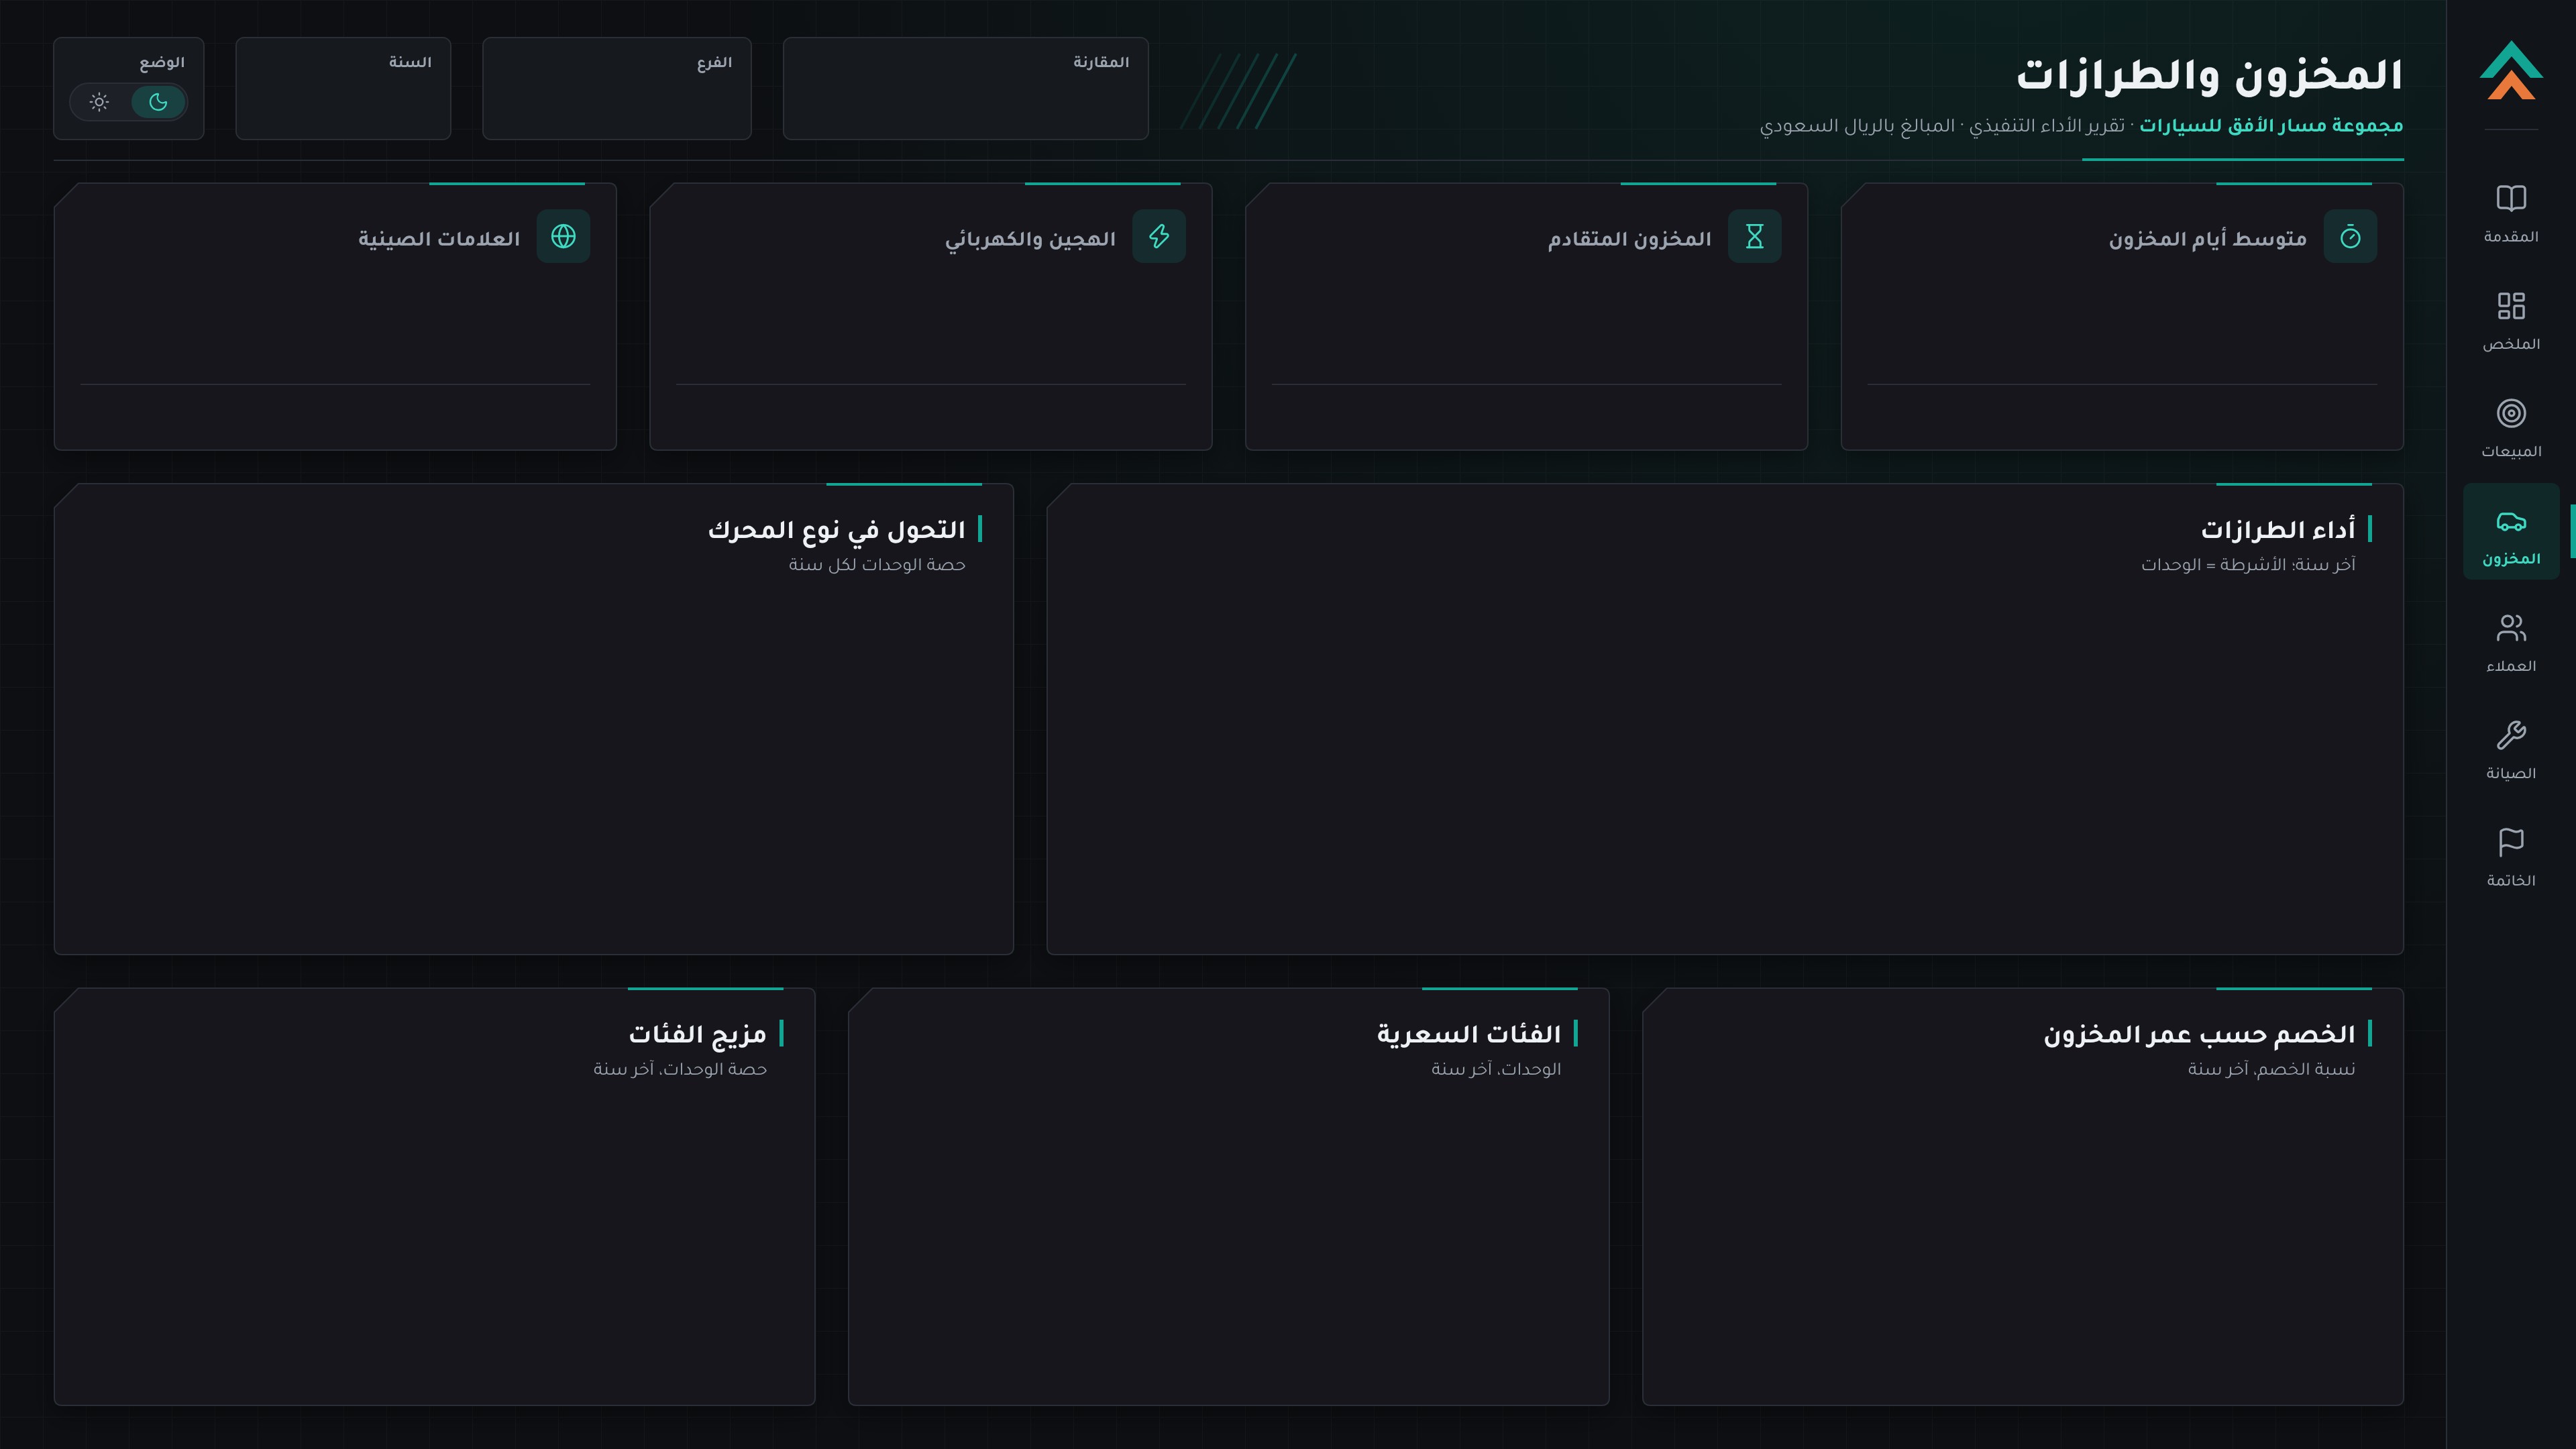 المخزون والطرازات
مجموعة مسار الأفق للسيارات · تقرير الأداء التنفيذي · المبالغ بالريال السعودي
المقارنة
الفرع
السنة
الوضع
المقدمة
الملخص
المبيعات
المخزون
العملاء
الصيانة
الخاتمة
متوسط أيام المخزون
المخزون المتقادم
الهجين والكهربائي
العلامات الصينية
أداء الطرازات
آخر سنة؛ الأشرطة = الوحدات
التحول في نوع المحرك
حصة الوحدات لكل سنة
الخصم حسب عمر المخزون
نسبة الخصم، آخر سنة
الفئات السعرية
الوحدات، آخر سنة
مزيج الفئات
حصة الوحدات، آخر سنة